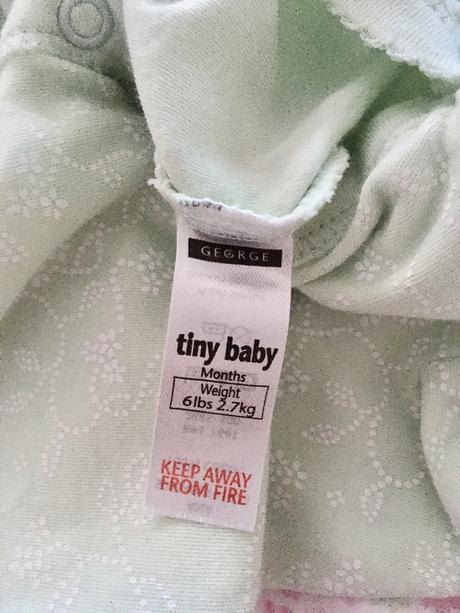 GEORGE
tiny baby
Months
Weight
6lbs 2.7kg
KEEP AWAY
FROM FIRE